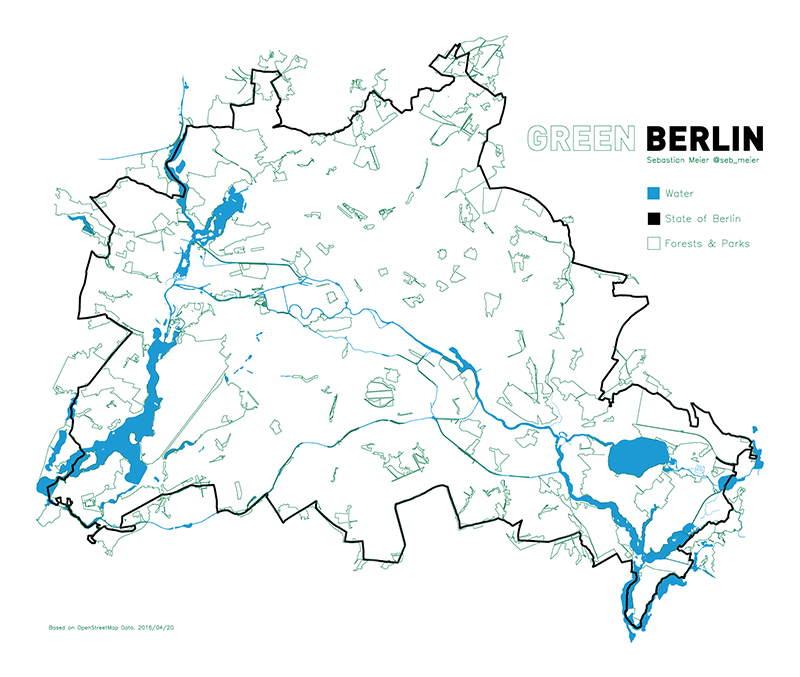 GREEN BERLIN
Sebastian Meier @seb_meier
Water
State of Berlin
Forests & Parks
Based on OpenStreetMap Data. 2016/04/20